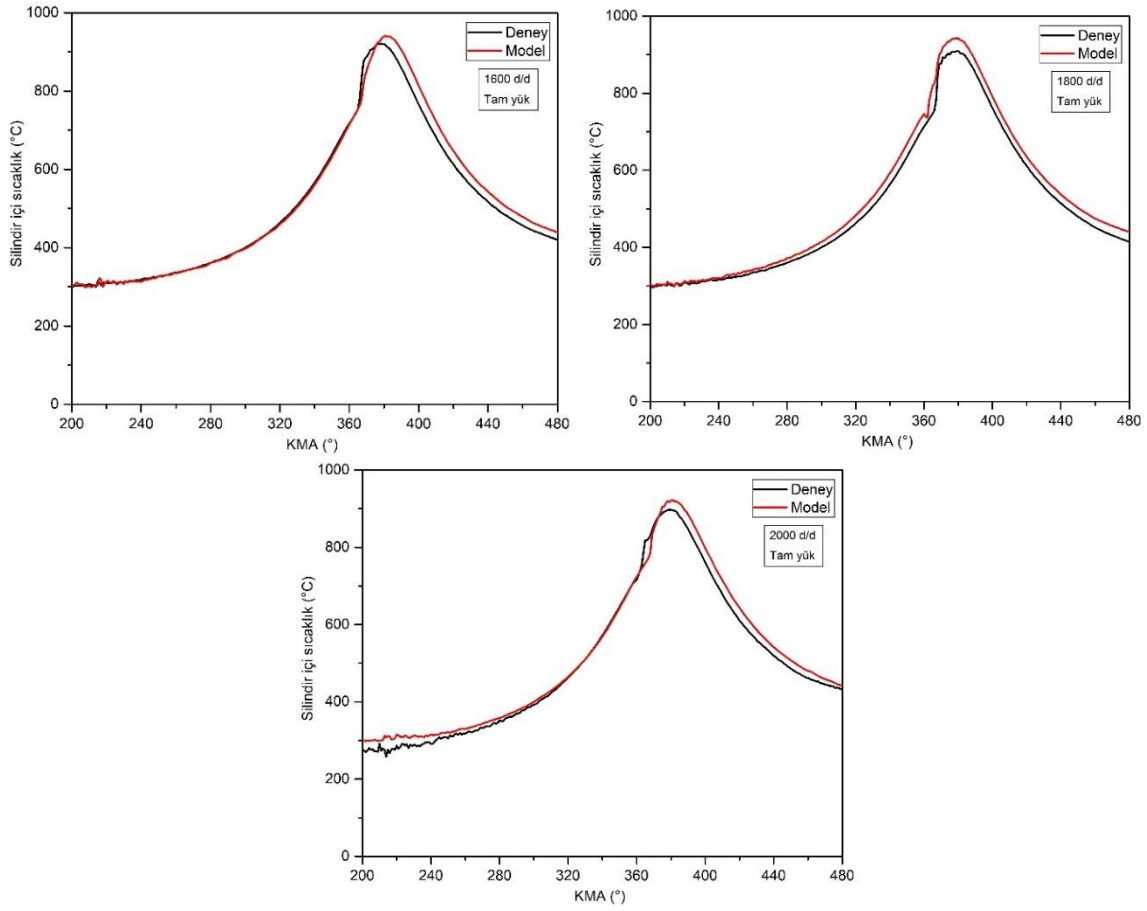 1000
800
600
400
200
0
Silindir içi sıcaklık (°C)
Deney
Model
1600 d/d
Tam yük
200 240 280 320 360 400 440 480
KMA (°)
1000
800
600
400
200
0
Silindir içi sıcaklık (°C)
Deney
Model
1800 d/d
Tam yük
200 240 280 320 360 400 440 480
KMA (°)
1000
800
600
400
200
0
Silindir içi sıcaklık (°C)
Deney
Model
2000 d/d
Tam yük
200 240 280 320 360 400 440 480
KMA (°)